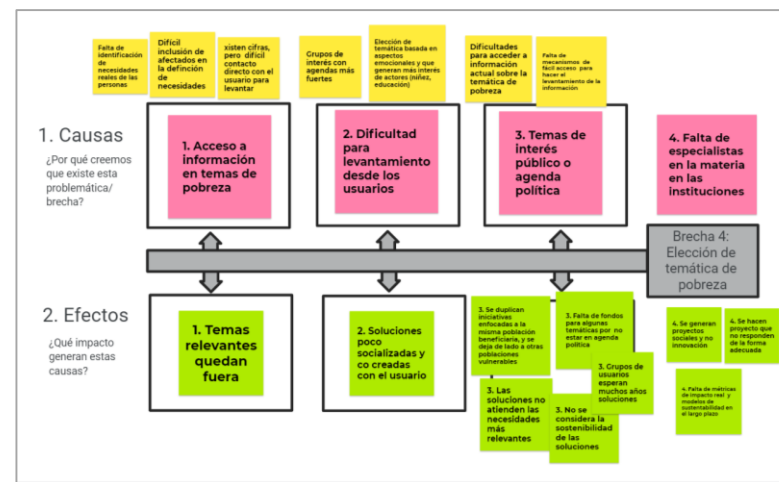 Falta de
identificación
de
necesidades
reales de las
personas
Difícil
inclusión de
afectados en
la definción
de
necesidades
xisten cifras,
pero difícil
contacto
directo con el
usuario para
levantar
Grupos de
interés con
agendas más
fuertes
Elección de
temática basada en
aspectos
emocionales y que
generan más interés
de actores (niñez,
educación)
Dificultades
para acceder a
información
actual sobre la
temática de
pobreza
Falta de
mecanismos de
fácil acceso para
hacer el
levantamiento de la
información
1. Causas
¿Por qué creemos
que existe esta
problemática/
brecha?
1. Acceso a
información
en temas de
pobreza
2. Dificultad
para
levantamiento
desde los
usuarios
3. Temas de
interés
público o
agenda
política
4. Falta de
especialistas
en la materia
en las
instituciones
Brecha 4:
Elección de
temática de
pobreza
2. Efectos
¿Qué impacto
generan estas
causas?
1. Temas
relevantes
quedan
fuera
2. Soluciones
poco
socializadas y
co creadas
con el usuario
3. Se duplican
iniciativas
enfocadas a la
misma población
beneficiaria, y se
deja de lado a otras
poblaciones
vulnerables
3. Falta de fondos
para algunas
temáticas por no
estar en agenda
política
3. Grupos de
usuarios
esperan
muchos años
soluciones
3. Las
soluciones no
atienden las
necesidades
más
relevantes
3. No se
considera la
sostenibilidad
de las
soluciones
4. Se generan
proyectos
sociales y no
innovación
4. Se hacen
proyecto que
no responden
de la forma
adecuada
4. Falta de métricas
de impacto real y
modelos de
sustentabilidad en
el largo plazo